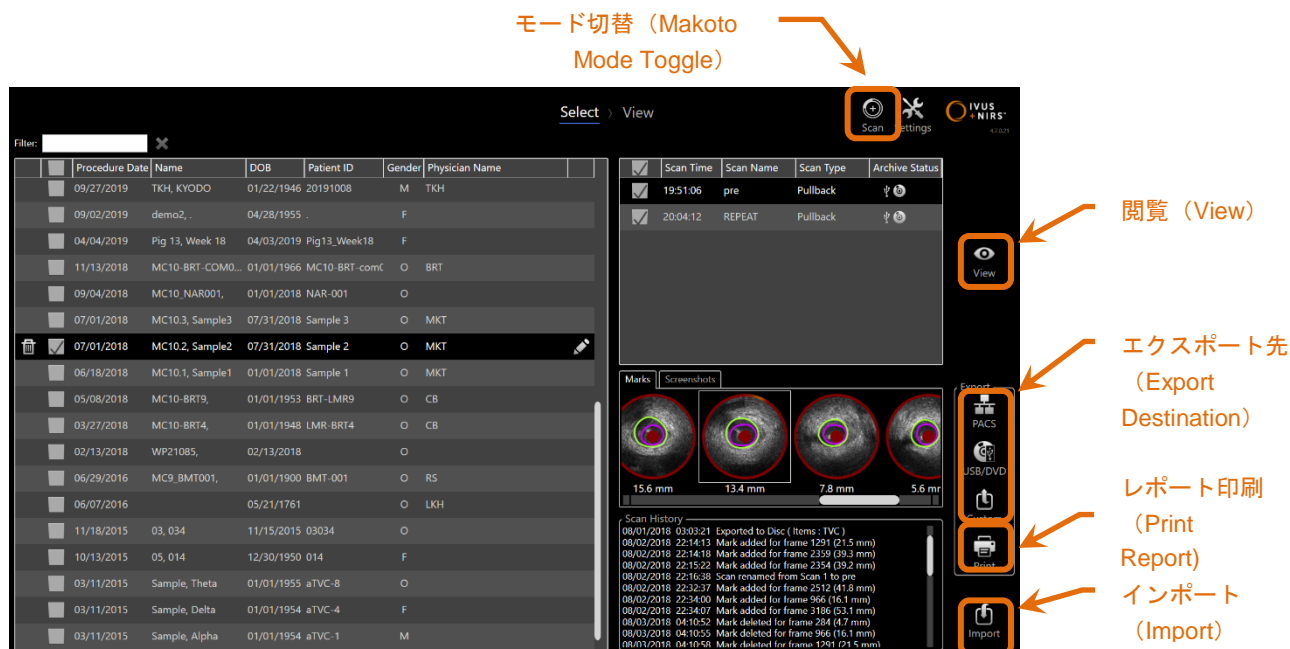 モード切替（Makoto
Mode Toggle）
Select › View
Scan
Settings
IVUS
+NIRS
Filter:
Procedure Date Name DOB Patient ID Gender Physician Name
09/27/2019 TKH, KYODO 01/22/1946 20191008 M TKH
09/02/2019 demo2, . 04/28/1955 . F
04/04/2019 Pig 13, Week 18 04/03/2019 Pig13_Week18 F
11/13/2018 MC10-BRT-COM0... 01/01/1966 MC10-BRT-com( O BRT
09/04/2018 MC10_NAR001, 01/01/2018 NAR-001 O
07/01/2018 MC10.3, Sample3 07/31/2018 Sample 3 O MKT
07/01/2018 MC10.2, Sample2 07/31/2018 Sample 2 O MKT
06/18/2018 MC10.1, Sample1 01/01/2018 Sample 1 O MKT
05/08/2018 MC10-BRT9, 01/01/1953 BRT-LMR9 O CB
03/27/2018 MC10-BRT4, 01/01/1948 LMR-BRT4 O CB
02/13/2018 WP21085, 02/13/2018 O
06/29/2016 MC9_BMT001, 01/01/1900 BMT-001 O RS
06/07/2016 05/21/1761 O LKH
11/18/2015 03, 034 11/15/2015 03034 O
10/13/2015 05, 014 12/30/1950 014 F
03/11/2015 Sample, Theta 01/01/1955 aTVC-8 O
03/11/2015 Sample, Delta 01/01/1954 aTVC-4 F
03/11/2015 Sample, Alpha 01/01/1954 aTVC-1 M
Scan Time Scan Name Scan Type Archive Status
19:51:06 pre Pullback
20:04:12 REPEAT Pullback
Marks Screenshots
15.6 mm 13.4 mm 7.8 mm 5.6 mm
Scan History
08/01/2018 03:03:21 Exported to Disc ( Items : TVC )
08/02/2018 22:14:13 Mark added for frame 1291 (21.5 mm)
08/02/2018 22:14:18 Mark added for frame 2359 (39.3 mm)
08/02/2018 22:15:22 Mark added for frame 2354 (39.2 mm)
08/02/2018 22:16:38 Scan renamed from Scan 1 to pre
08/02/2018 22:32:37 Mark added for frame 2512 (41.8 mm)
08/02/2018 22:34:00 Mark added for frame 966 (16.1 mm)
08/02/2018 22:34:07 Mark added for frame 3186 (53.1 mm)
08/03/2018 04:10:52 Mark deleted for frame 284 (4.7 mm)
08/03/2018 04:10:55 Mark deleted for frame 966 (16.1 mm)
08/03/2018 04:10:58 Mark deleted for frame 1291 (21.5 mm)
View
Export
PACS
USB/DVD
Custom
Print
Import
閲覧（View）
エクスポート先
（Export
Destination）
レポート印刷
（Print
Report)
インポート
（Import）